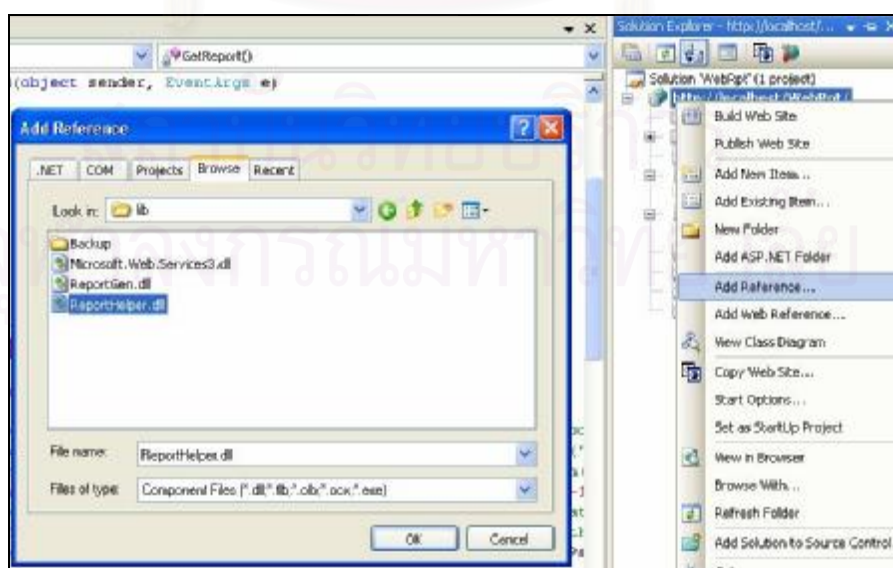 Solution Explorer - http://localhost/...
GetReport()
(object sender, EventArgs e)
Solution 'WebRpt' (1 project)
http://localhost/WebRpt/
Add Reference
.NET COM Projects Browse Recent
Look in: lib
Backup
Microsoft.Web.Services3.dll
ReportGen.dll
ReportHelper.dll
File name: ReportHelper.dll
Files of type: Component Files (*.dll;*.tlb;*.olb;*.ocx;*.exe)
OK Cancel
Build Web Site
Publish Web Site
Add New Item...
Add Existing Item...
New Folder
Add ASP.NET Folder
Add Reference...
Add Web Reference...
View Class Diagram
Copy Web Site...
Start Options...
Set as StartUp Project
View in Browser
Browse With...
Refresh Folder
Add Solution to Source Control